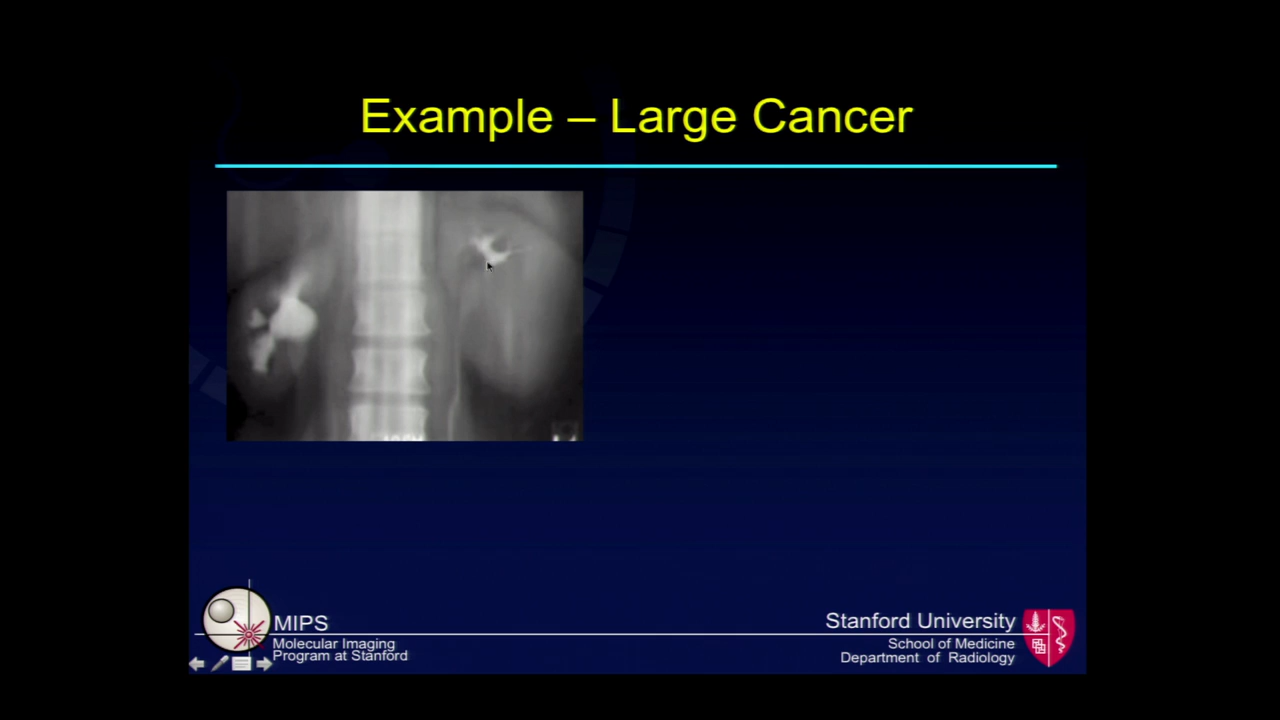 Example – Large Cancer
MIPS
Molecular Imaging
Program at Stanford
Stanford University
School of Medicine
Department of Radiology